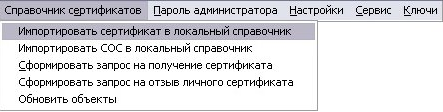 Справочник сертификатов Пароль администратора Настройки Сервис Ключи
Импортировать сертификат в локальный справочник
Импортировать СОС в локальный справочник
Сформировать запрос на получение сертификата
Сформировать запрос на отзыв личного сертификата
Обновить объекты